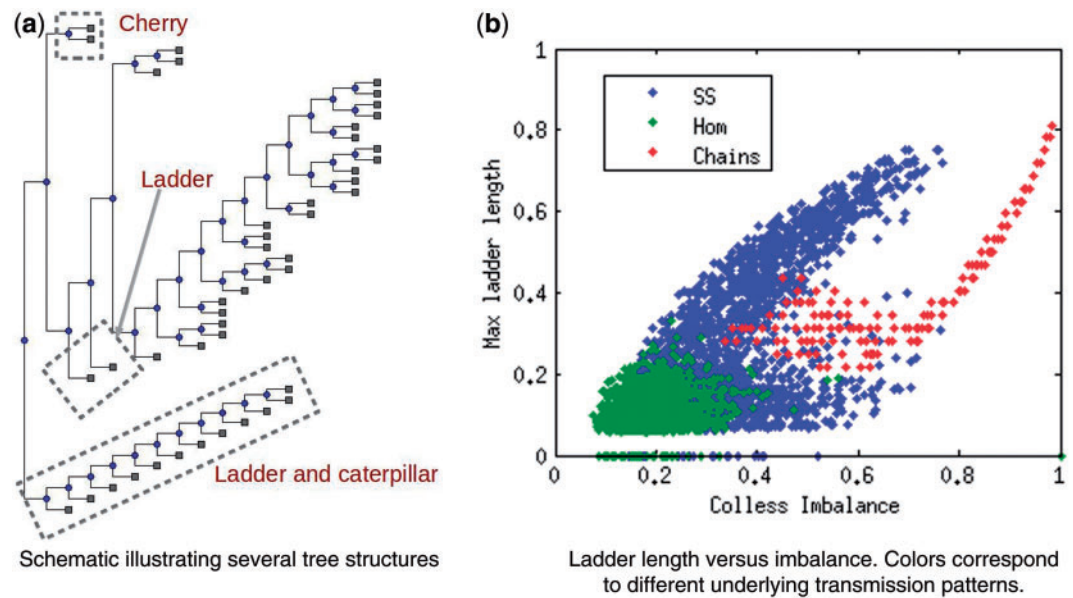 (a)
Cherry
Ladder
Ladder and caterpillar
Schematic illustrating several tree structures
(b)
1
0.8
0.6
0.4
0.2
0
Max ladder length
SS
Hom
Chains
0 0.2 0.4 0.6 0.8 1
Colless Imbalance
Ladder length versus imbalance. Colors correspond
to different underlying transmission patterns.